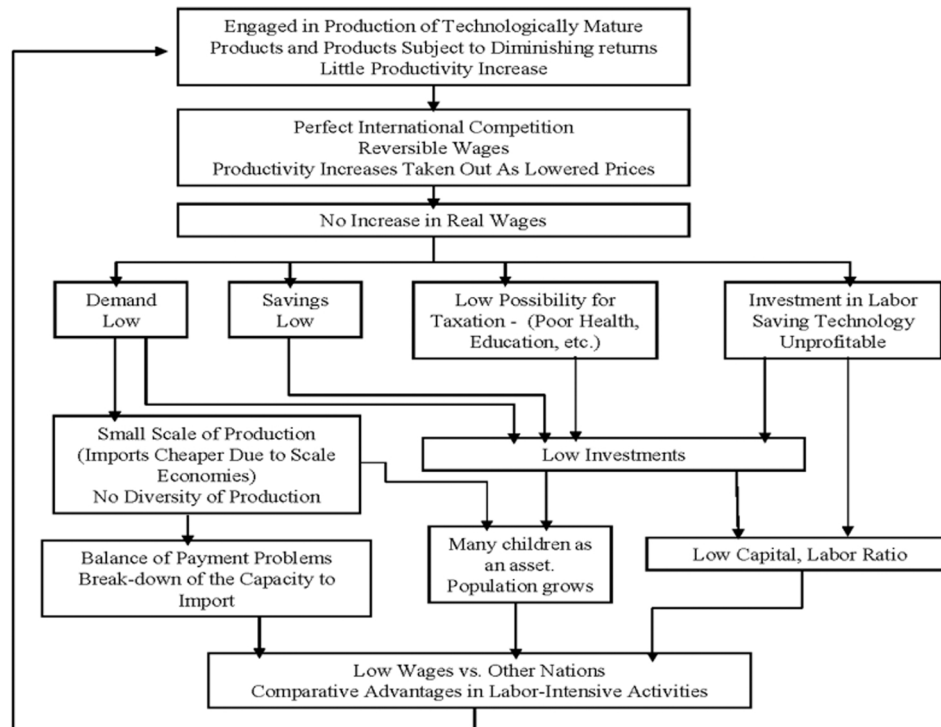 Engaged in Production of Technologically Mature
Products and Products Subject to Diminishing returns
Little Productivity Increase
Perfect International Competition
Reversible Wages
Productivity Increases Taken Out As Lowered Prices
No Increase in Real Wages
Demand
Low
Savings
Low
Low Possibility for
Taxation - (Poor Health,
Education, etc.)
Investment in Labor
Saving Technology
Unprofitable
Small Scale of Production
(Imports Cheaper Due to Scale
Economies)
No Diversity of Production
Low Investments
Balance of Payment Problems
Break-down of the Capacity to
Import
Many children as
an asset.
Population grows
Low Capital, Labor Ratio
Low Wages vs. Other Nations
Comparative Advantages in Labor-Intensive Activities